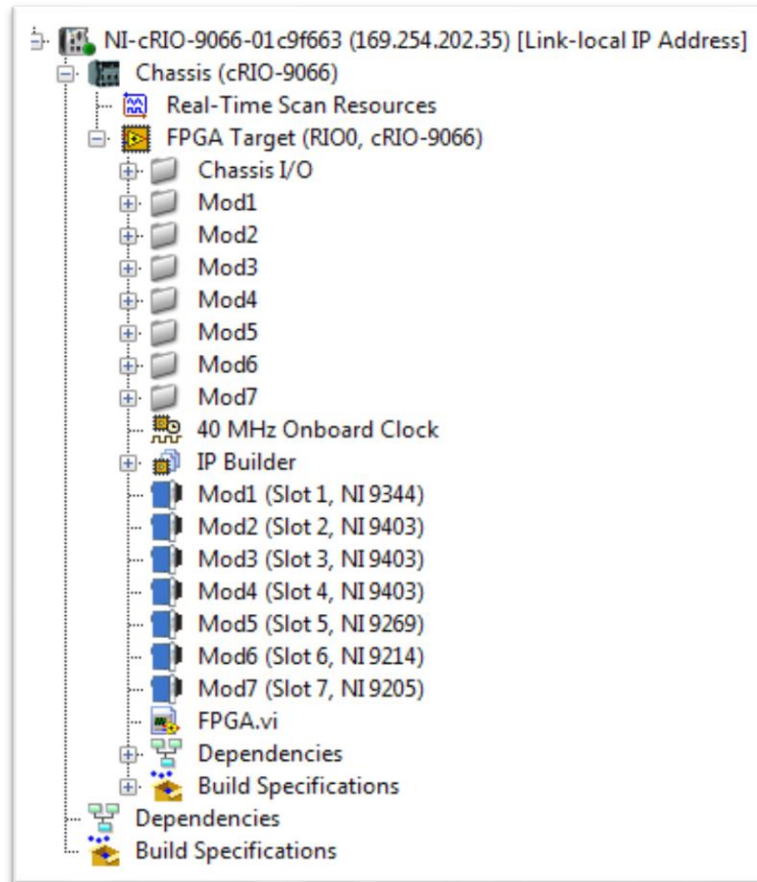 NI-cRIO-9066-01c9f663 (169.254.202.35) [Link-local IP Address]
Chassis (cRIO-9066)
Real-Time Scan Resources
FPGA Target (RIO0, cRIO-9066)
Chassis I/O
Mod1
Mod2
Mod3
Mod4
Mod5
Mod6
Mod7
40 MHz Onboard Clock
IP Builder
Mod1 (Slot 1, NI 9344)
Mod2 (Slot 2, NI 9403)
Mod3 (Slot 3, NI 9403)
Mod4 (Slot 4, NI 9403)
Mod5 (Slot 5, NI 9269)
Mod6 (Slot 6, NI 9214)
Mod7 (Slot 7, NI 9205)
FPGA.vi
Dependencies
Build Specifications
Dependencies
Build Specifications